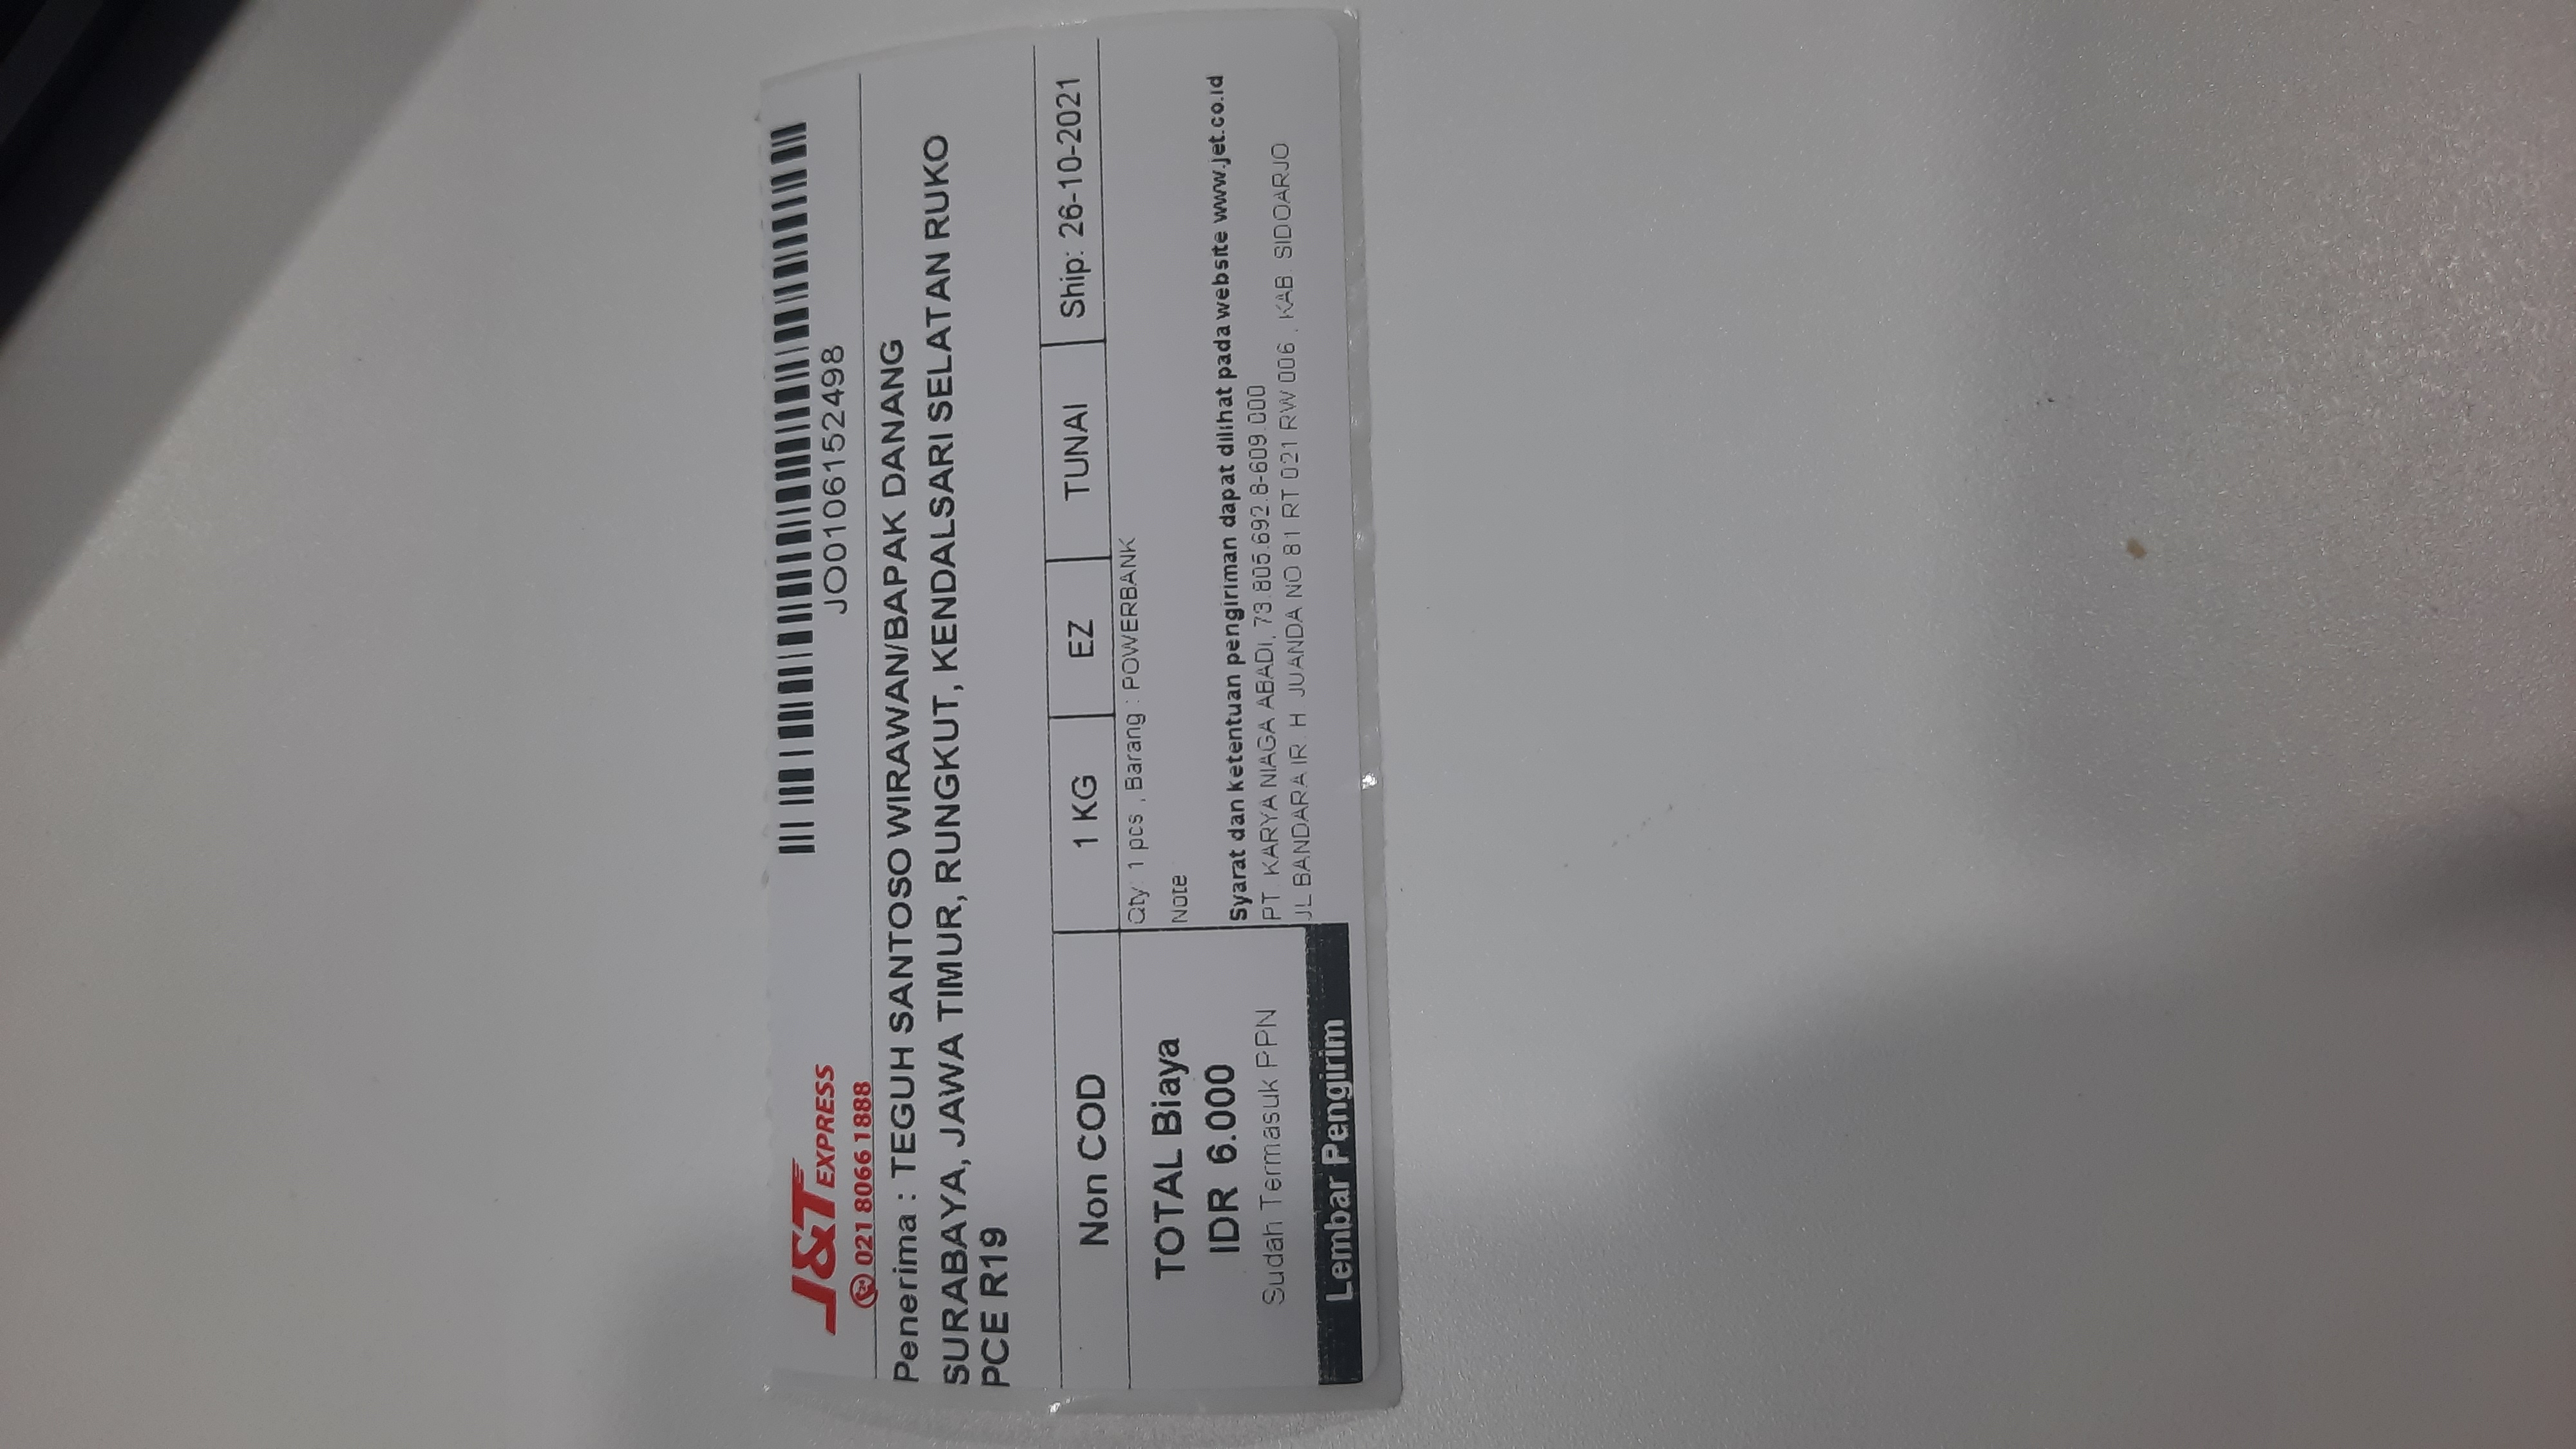 J&T EXPRESS
021 8066 1888
JO0106152498
Penerima : TEGUH SANTOSO WIRAWAN/BAPAK DANANG
SURABAYA, JAWA TIMUR, RUNGKUT, KENDALSARI SELATAN RUKO
PCE R19
Non COD 1 KG EZ TUNAI Ship: 26-10-2021
TOTAL Biaya
IDR 6.000
Sudah Termasuk PPN
Lembar Pengirim
Qty: 1 pcs , Barang : POWERBANK
Note
Syarat dan ketentuan pengiriman dapat dilihat pada website www.jet.co.id
PT. KARYA NIAGA ABADI, 73.805.692.8-609.000
JL BANDARA IR. H. JUANDA NO 81 RT 021 RW 006 , KAB. SIDOARJO